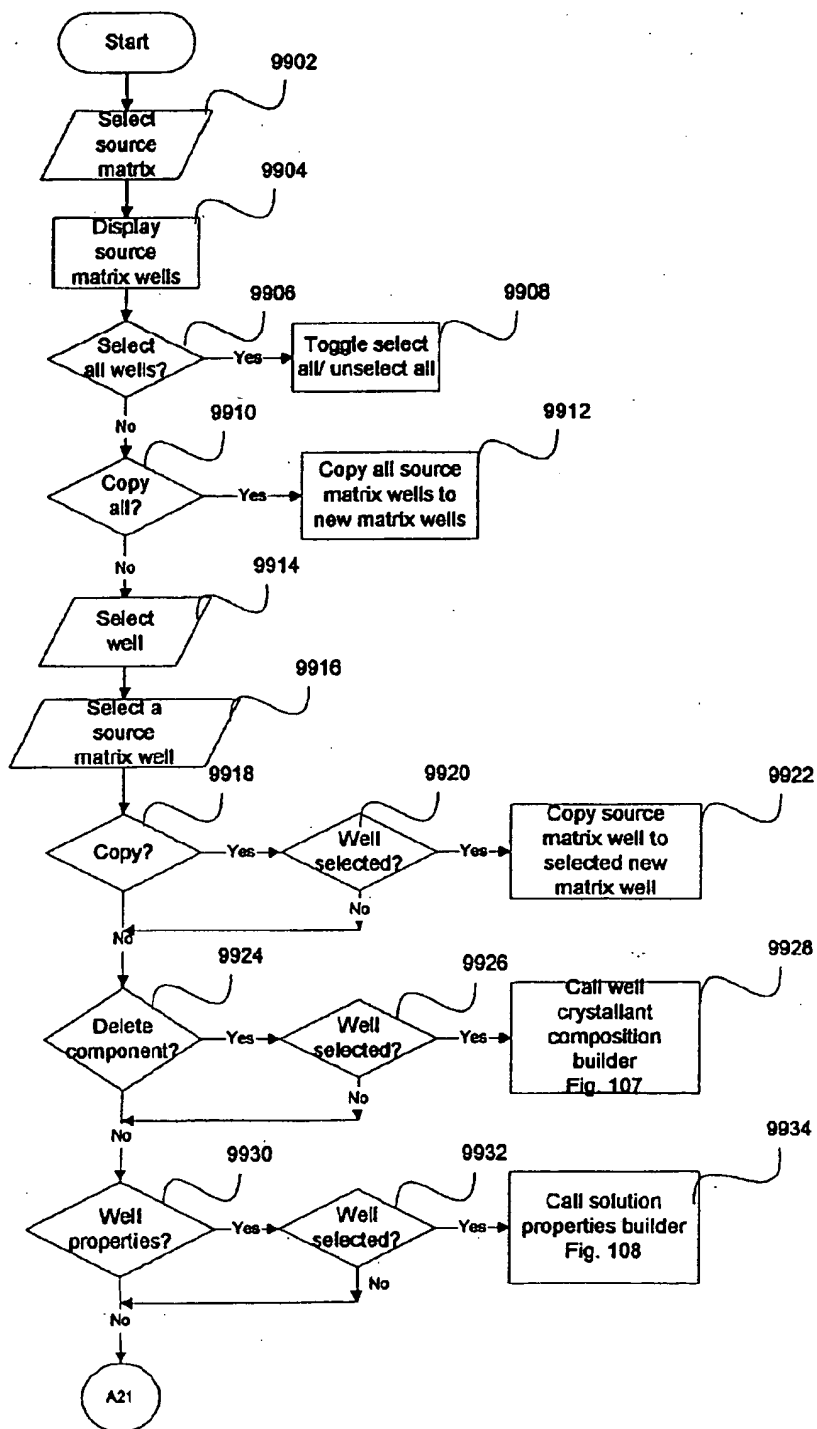 Start
9902
Select
source
matrix
9904
Display
source
matrix wells
9906
9908
Select
all wells?
Yes
Toggle select
all/ unselect all
No
9910
9912
Copy
all?
Yes
Copy all source
matrix wells to
new matrix wells
No
9914
Select
well
9916
Select a
source
matrix well
9918
9920
9922
Copy?
Yes
Well
selected?
Yes
Copy source
matrix well to
selected new
matrix well
No
No
9924
9926
9928
Delete
component?
Yes
Well
selected?
Yes
Call well
crystallant
composition
builder
Fig. 107
No
No
9930
9932
9934
Well
properties?
Yes
Well
selected?
Yes
Call solution
properties builder
Fig. 108
No
No
A21